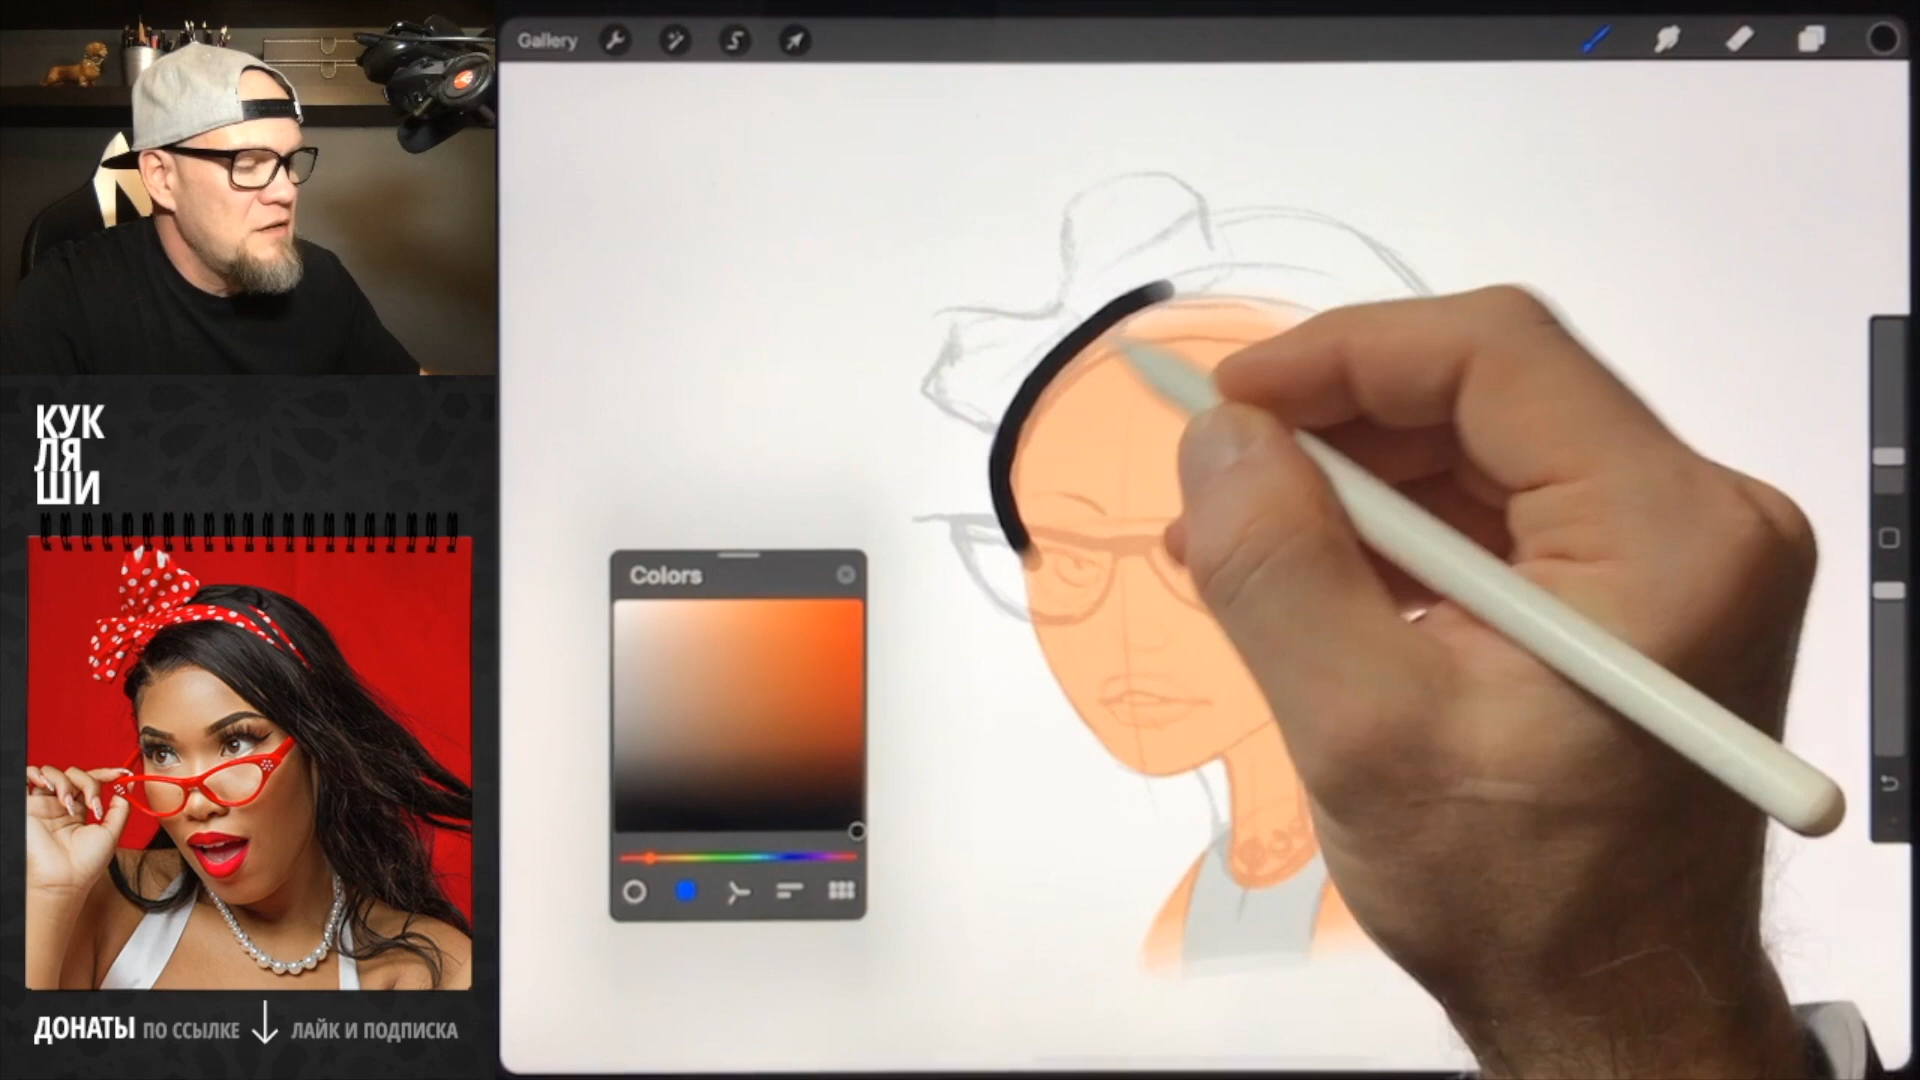 Gallery
КУК
ЛЯ
ШИ
Colors
ДОНАТЫ ПО ССЫЛКЕ ↓ ЛАЙК И ПОДПИСКА